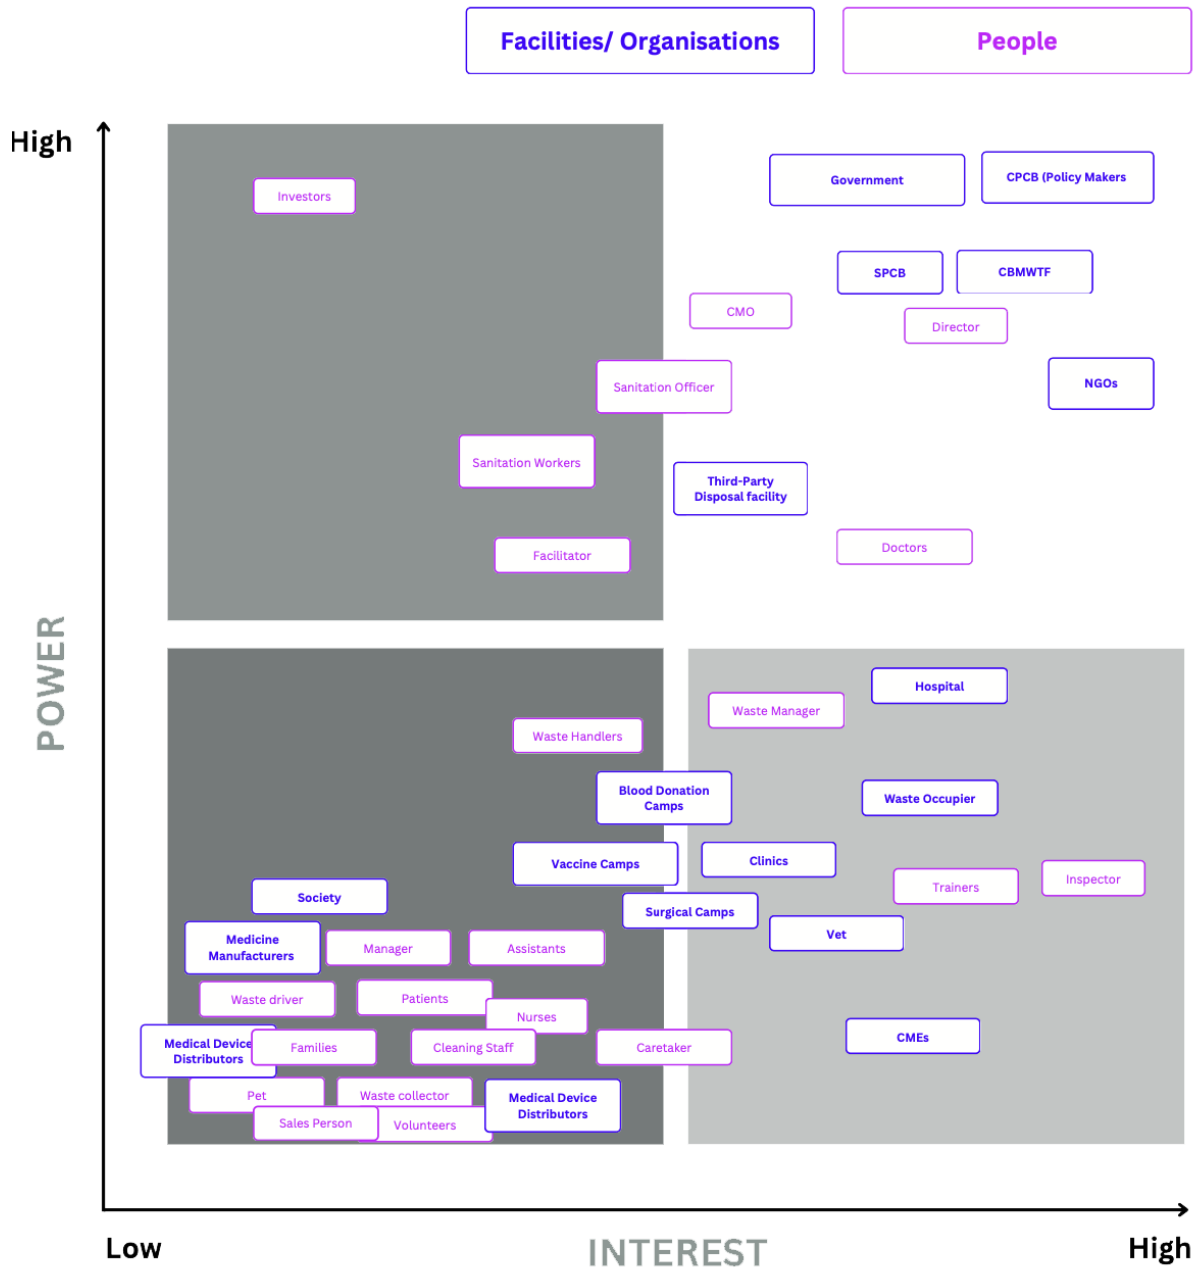 Facilities/ Organisations
People
High
Investors
Government
CPCB (Policy Makers
SPCB
CBMWTF
CMO
Director
Sanitation Officer
NGOs
Sanitation Workers
Third-Party
Disposal facility
Facilitator
Doctors
POWER
Hospital
Waste Manager
Waste Handlers
Blood Donation
Camps
Waste Occupier
Vaccine Camps
Clinics
Trainers
Inspector
Society
Surgical Camps
Vet
Medicine
Manufacturers
Manager
Assistants
Waste driver
Patients
Nurses
Medical Device
Distributors
Families
Cleaning Staff
Caretaker
CMEs
Pet
Waste collector
Medical Device
Distributors
Sales Person
Volunteers
Low
INTEREST
High